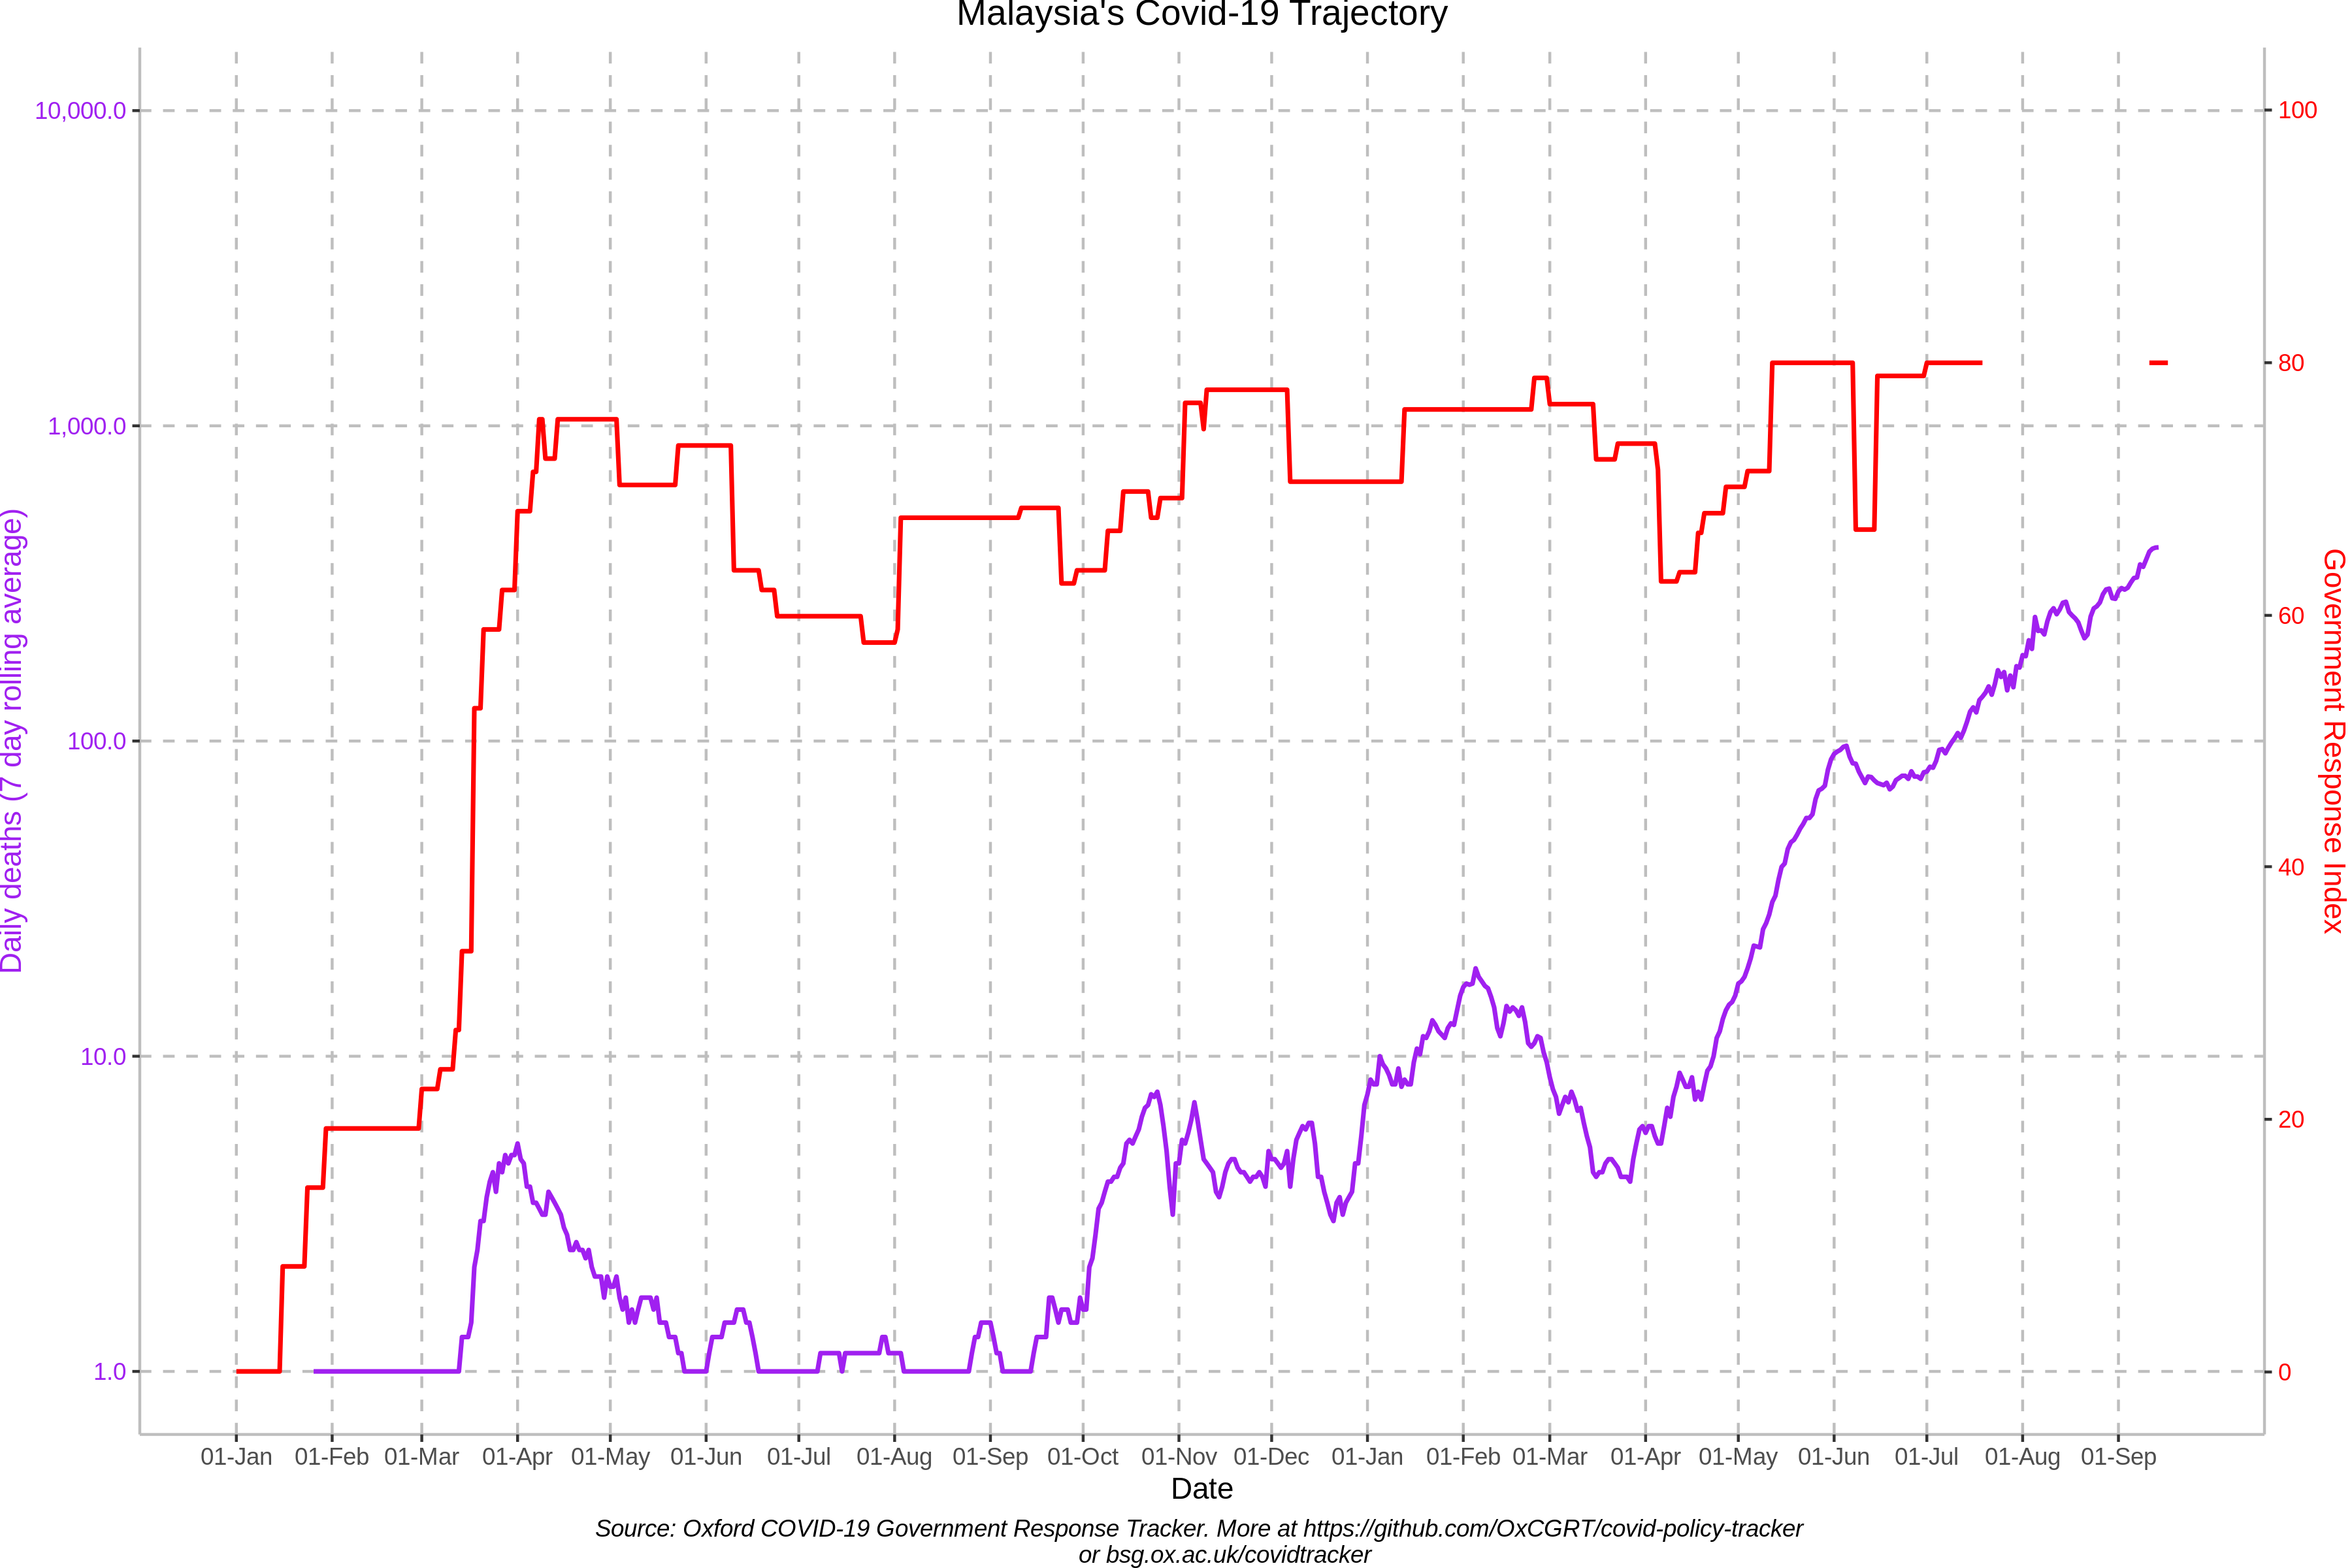 Malaysia's Covid-19 Trajectory
10,000.0
1,000.0
100.0
10.0
1.0
Daily deaths (7 day rolling average)
100
80
60
40
20
0
Government Response Index
01-Jan 01-Feb 01-Mar 01-Apr 01-May 01-Jun 01-Jul 01-Aug 01-Sep 01-Oct 01-Nov 01-Dec 01-Jan 01-Feb 01-Mar 01-Apr 01-May 01-Jun 01-Jul 01-Aug 01-Sep
Date
Source: Oxford COVID-19 Government Response Tracker. More at https://github.com/OxCGRT/covid-policy-tracker
or bsg.ox.ac.uk/covidtracker